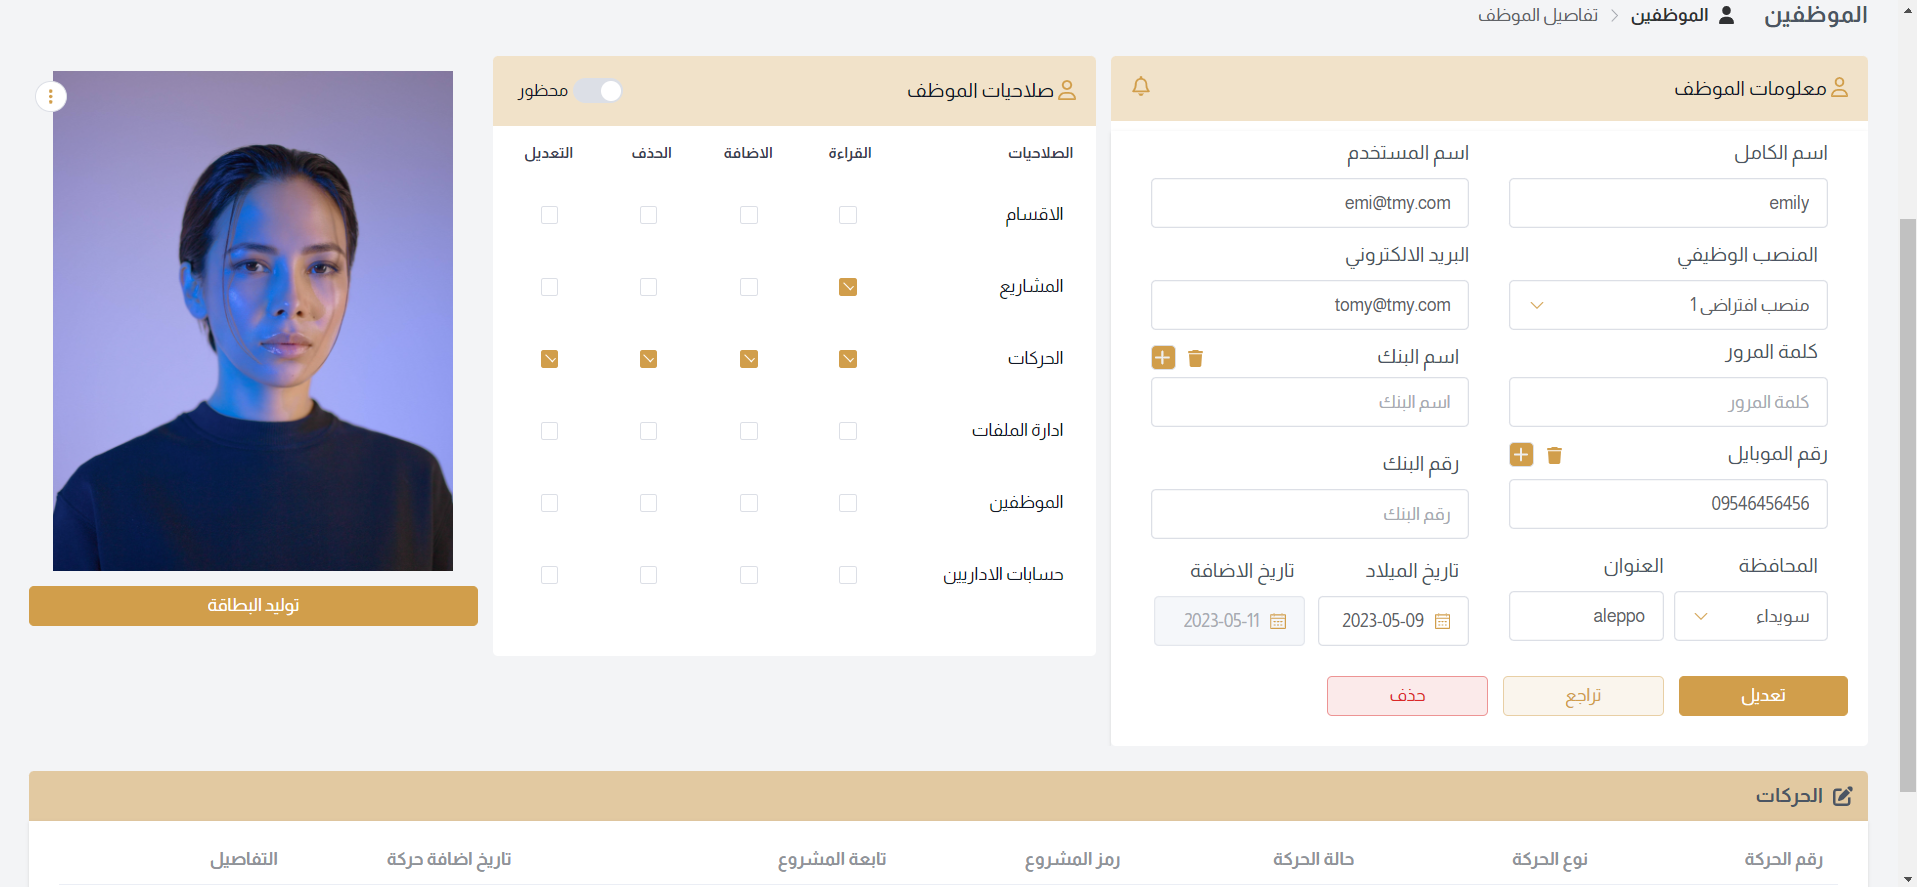 الموظفين
الموظفين > تفاصيل الموظف
معلومات الموظف
اسم الكامل
اسم المستخدم
emily
emi@tmy.com
المنصب الوظيفي
البريد الالكتروني
منصب افتراضي 1
tomy@tmy.com
كلمة المرور
اسم البنك
كلمة المرور
اسم البنك
رقم الموبايل
رقم البنك
09546456456
رقم البنك
المحافظة
العنوان
تاريخ الميلاد
تاريخ الاضافة
سويداء
aleppo
2023-05-09
2023-05-11
تعديل
تراجع
حذف
صلاحيات الموظف
محظور
الصلاحيات القراءة الاضافة الحذف التعديل
الاقسام
المشاريع
الحركات
ادارة الملفات
الموظفين
حسابات الاداريين
توليد البطاقة
الحركات
رقم الحركة نوع الحركة حالة الحركة رمز المشروع تابعة المشروع تاريخ اضافة حركة التفاصيل